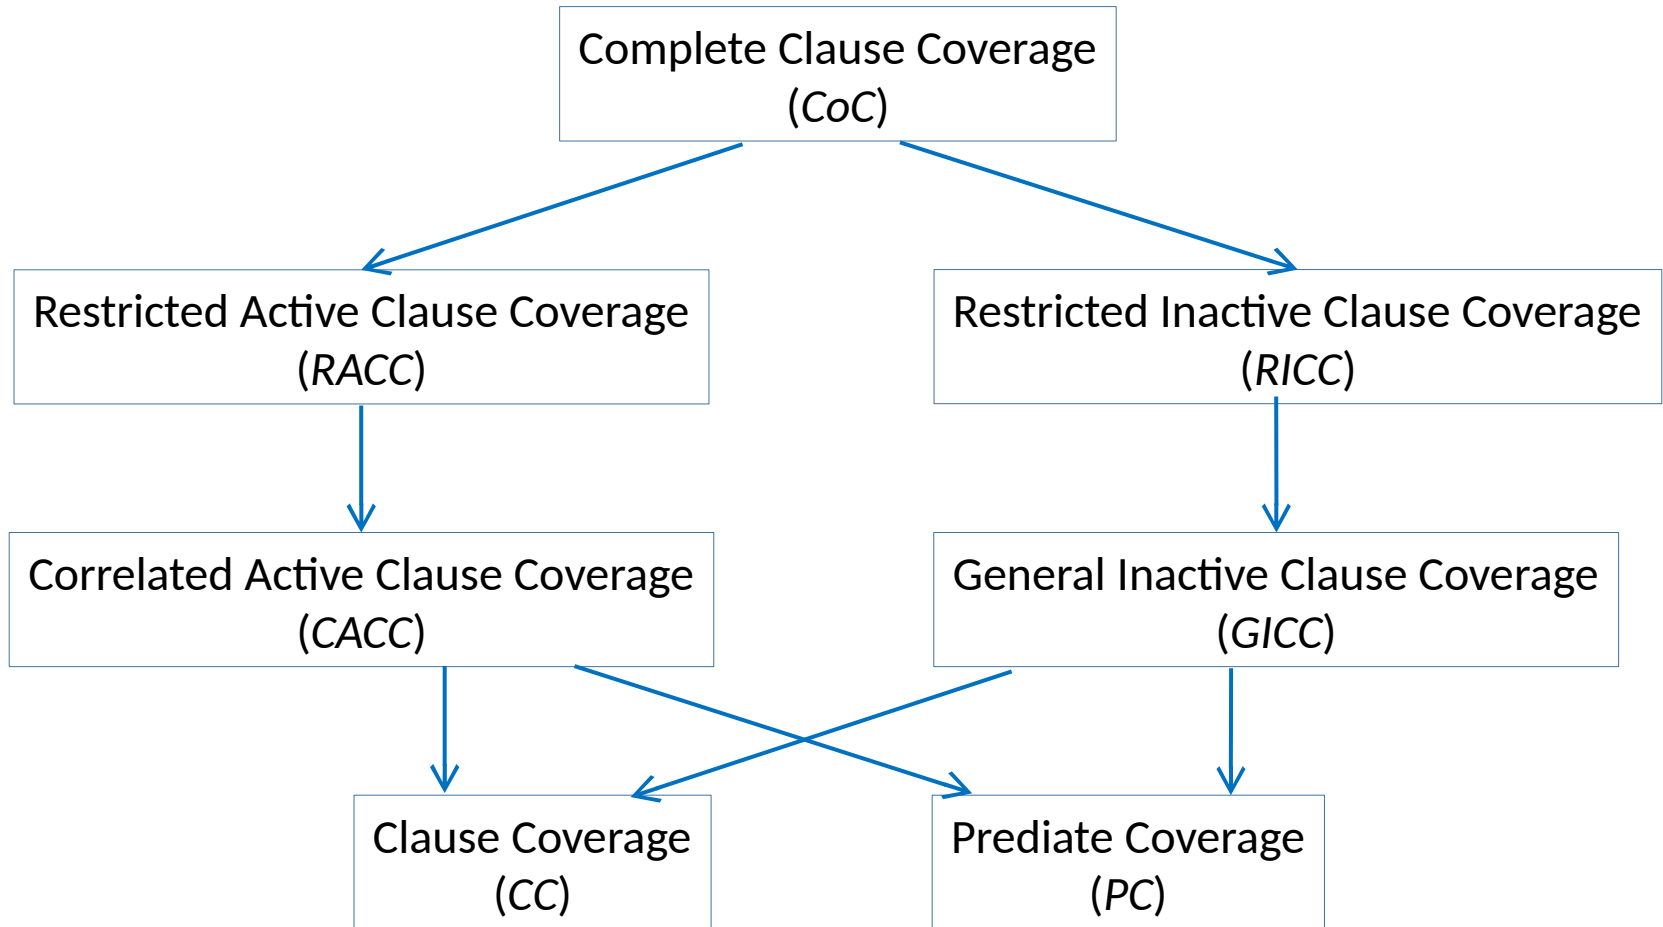 Complete Clause Coverage
(CoC)
Restricted Active Clause Coverage
(RACC)
Restricted Inactive Clause Coverage
(RICC)
Correlated Active Clause Coverage
(CACC)
General Inactive Clause Coverage
(GICC)
Clause Coverage
(CC)
Prediate Coverage
(PC)